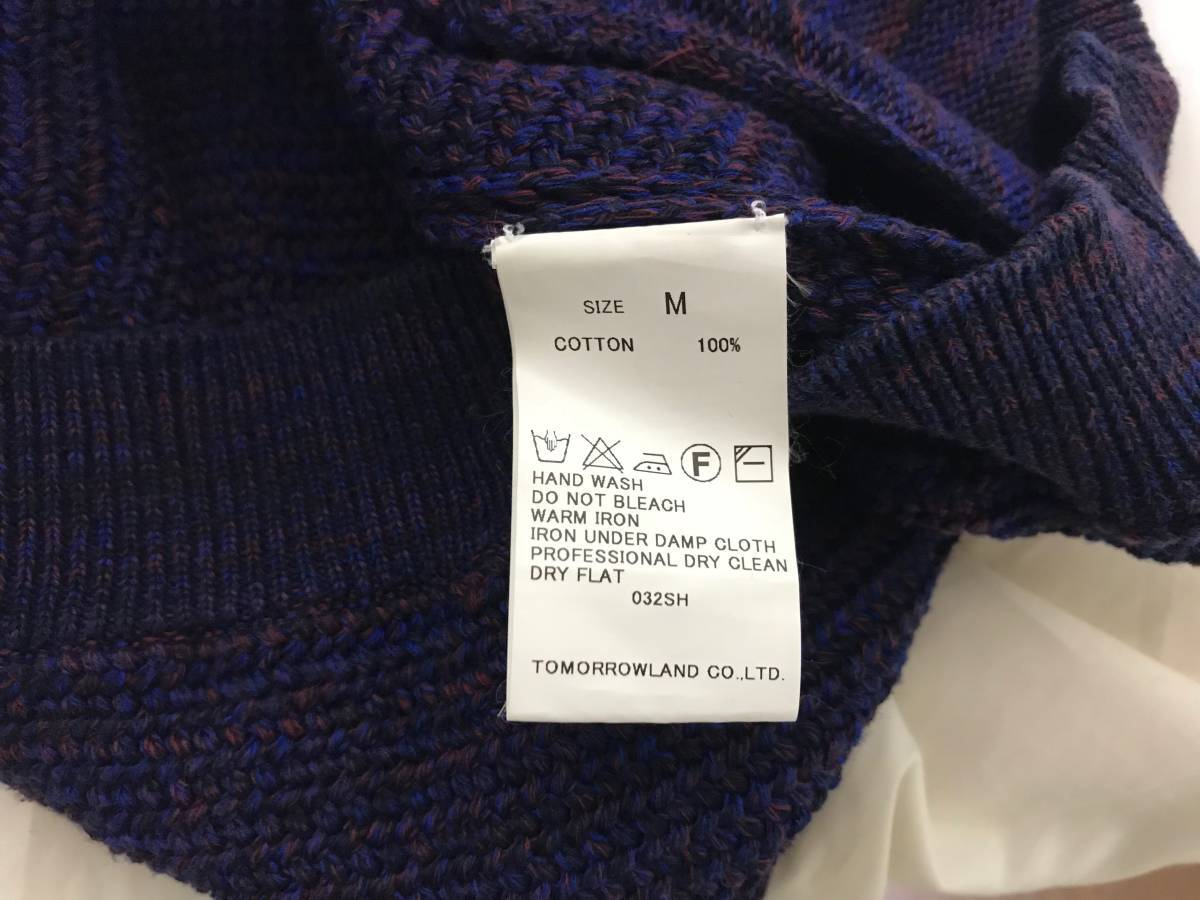 SIZE M
COTTON 100%
F
HAND WASH
DO NOT BLEACH
WARM IRON
IRON UNDER DAMP CLOTH
PROFESSIONAL DRY CLEAN
DRY FLAT
032SH
TOMORROWLAND CO.,LTD.